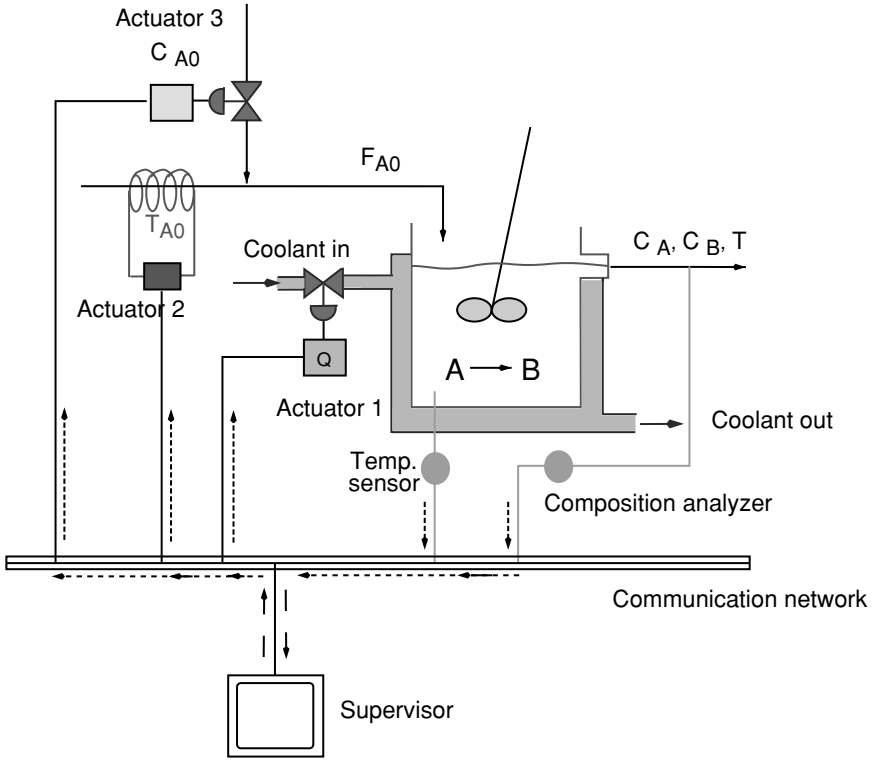 Actuator 3
C A0
F A0
T A0
Coolant in
C A, C B, T
Actuator 2
Q
A B
Actuator 1
Coolant out
Temp.
sensor
Composition analyzer
Communication network
Supervisor